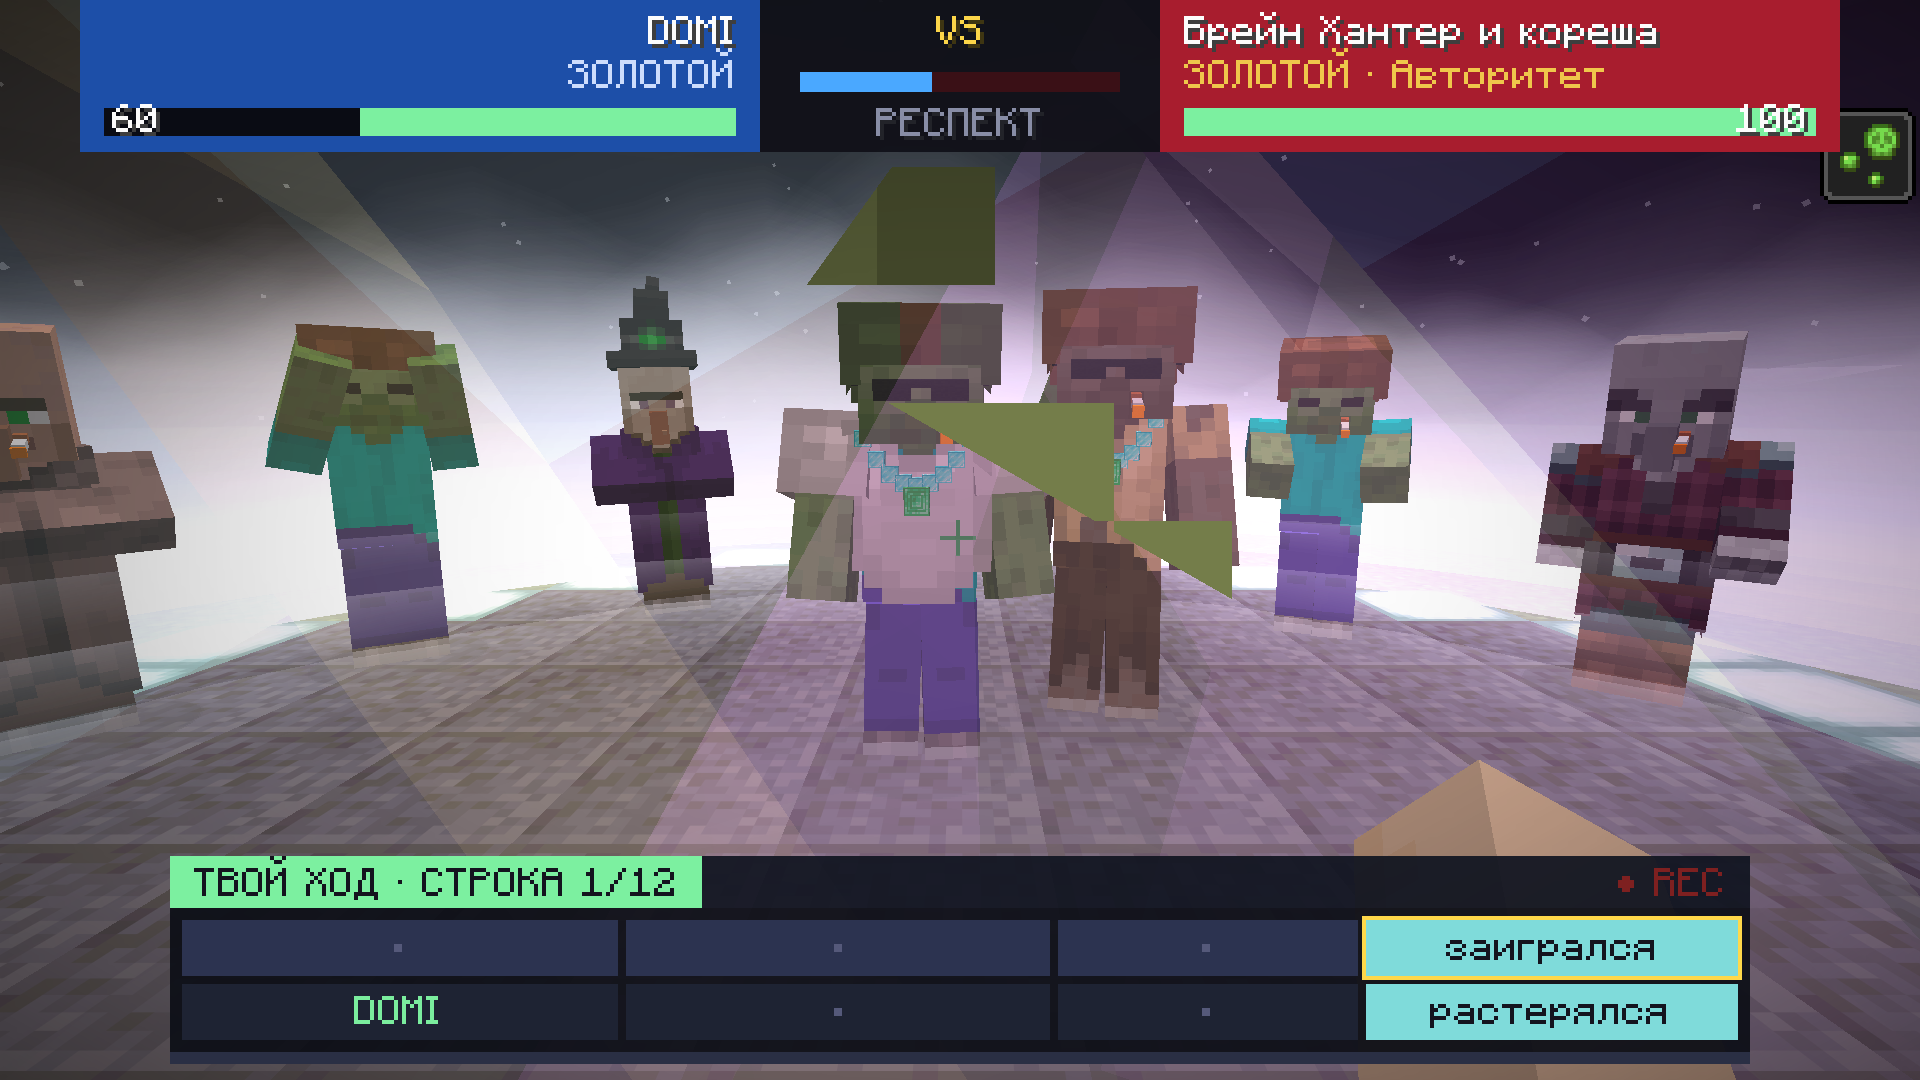 DOMI
ЗОЛОТОЙ
60
VS
РЕСПЕКТ
Брейн Хантер и кореша
ЗОЛОТОЙ · Авторитет
100
ТВОЙ ХОД · СТРОКА 1/12
REC
заигрался
DOMI
растерялся